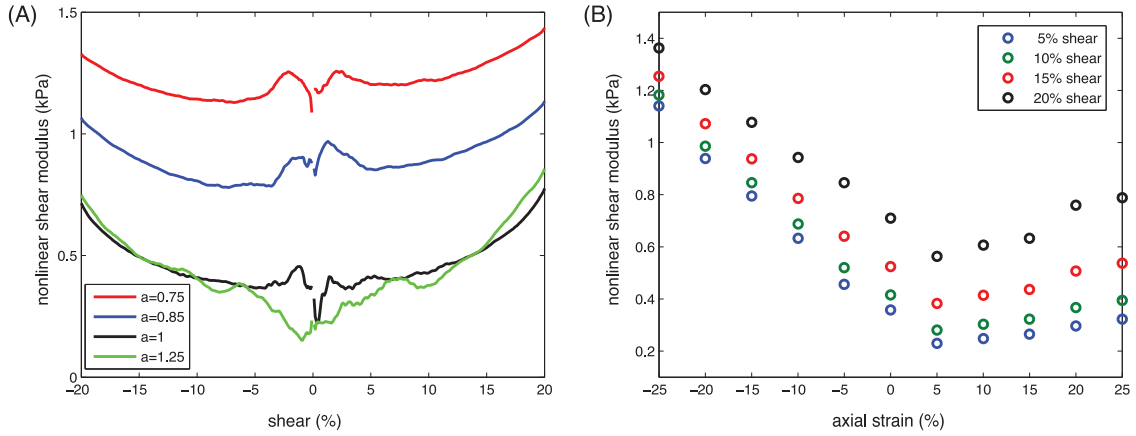 (A)
nonlinear shear modulus (kPa)
1.5
1
0.5
0
−20 −15 −10 −5 0 5 10 15 20
shear (%)
a=0.75
a=0.85
a=1
a=1.25
(B)
nonlinear shear modulus (kPa)
1.4
1.2
1
0.8
0.6
0.4
0.2
−25 −20 −15 −10 −5 0 5 10 15 20 25
axial strain (%)
5% shear
10% shear
15% shear
20% shear